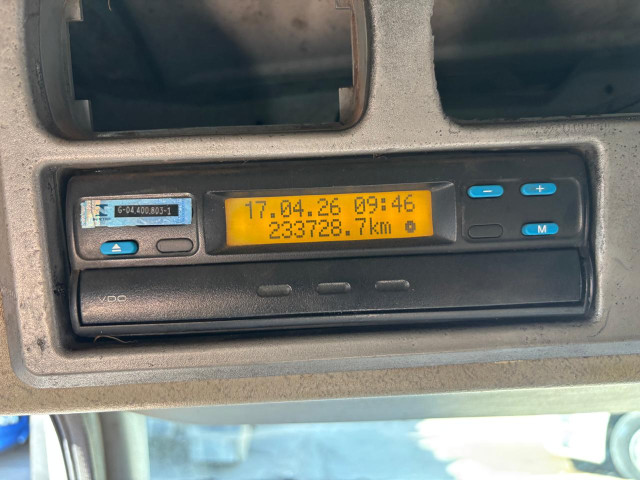 G-04.400.803-1
17.04.26 09:46
233728.7km
− +
M
VDO